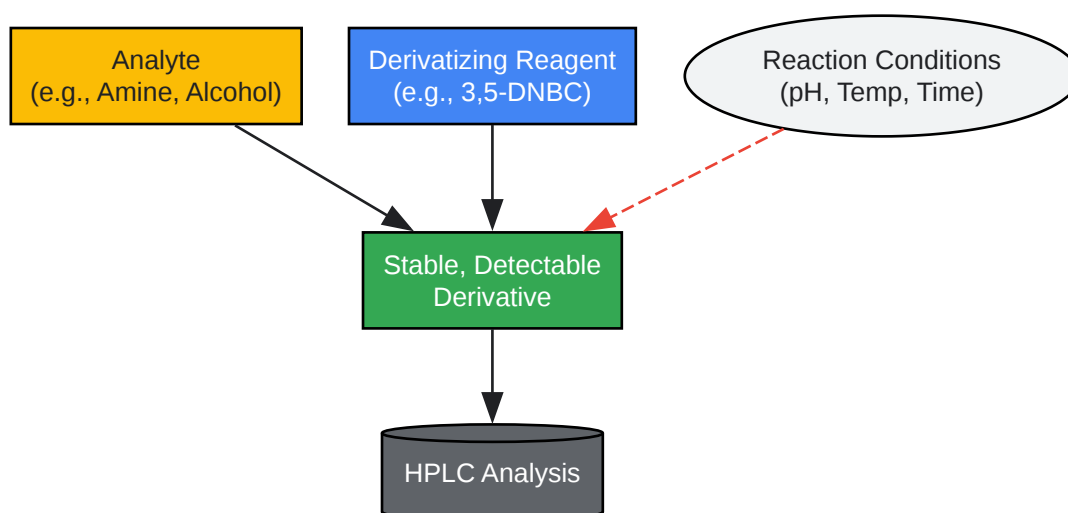 Analyte
(e.g., Amine, Alcohol)
Derivatizing Reagent
(e.g., 3,5-DNBC)
Reaction Conditions
(pH, Temp, Time)
Stable, Detectable
Derivative
HPLC Analysis